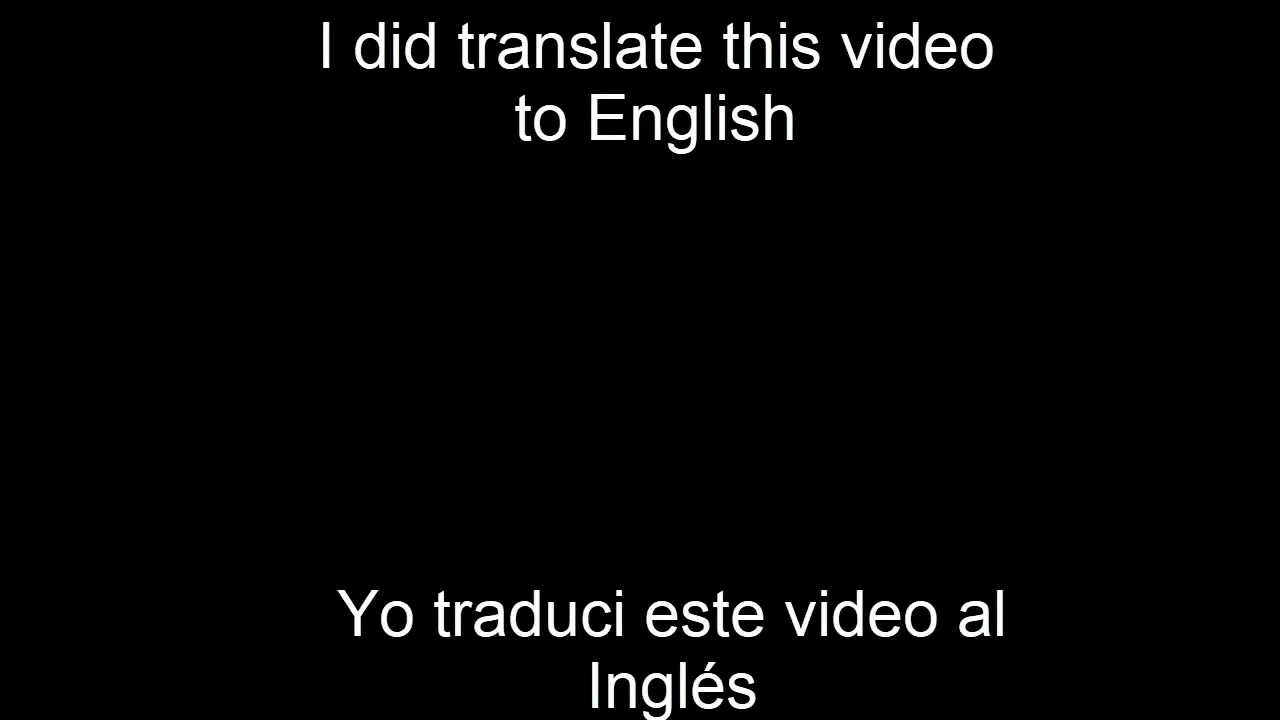 I did translate this video
to English
Yo traduci este video al
Inglés